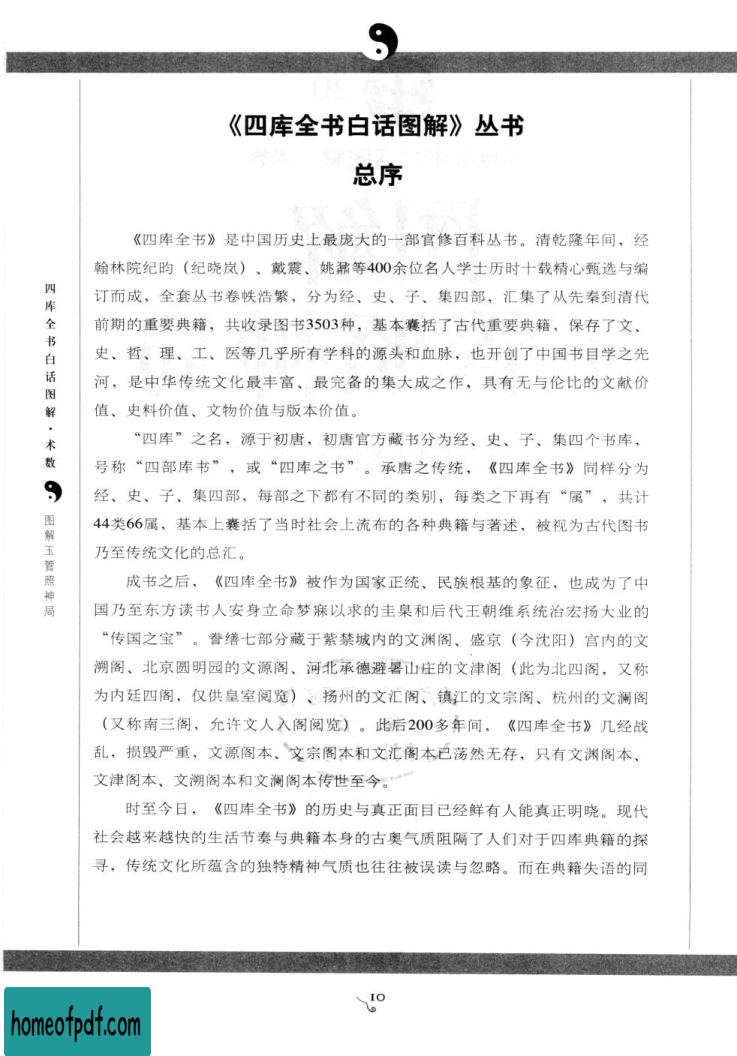 《四库全书白话图解》丛书
总序
《四库全书》是中国历史上最庞大的一部官修百科丛书。清乾隆年间，经
翰林院纪昀（纪晓岚）、戴震、姚鼐等400余位名人学士历时十载精心甄选与编
订而成，全套丛书卷帙浩繁，分为经、史、子、集四部，汇集了从先秦到清代
前期的重要典籍，共收录图书3503种，基本囊括了古代重要典籍，保存了文、
史、哲、理、工、医等几乎所有学科的源头和血脉，也开创了中国书目学之先
河，是中华传统文化最丰富、最完备的集大成之作，具有无与伦比的文献价
值、史料价值、文物价值与版本价值。
“四库”之名，源于初唐，初唐官方藏书分为经、史、子、集四个书库，
号称“四部库书”，或“四库之书”。承唐之传统，《四库全书》同样分为
经、史、子、集四部，每部之下都有不同的类别，每类之下再有“属”，共计
44类66属，基本上囊括了当时社会上流布的各种典籍与著述，被视为古代图书
乃至传统文化的总汇。
成书之后，《四库全书》被作为国家正统、民族根基的象征，也成为了中
国乃至东方读书人安身立命梦寐以求的圭臬和后代王朝维系统治宏扬大业的
“传国之宝”。誊缮七部分藏于紫禁城内的文渊阁、盛京（今沈阳）宫内的文
溯阁、北京圆明园的文源阁、河北承德避暑山庄的文津阁（此为北四阁，又称
为内廷四阁，仅供皇室阅览）、扬州的文汇阁、镇江的文宗阁、杭州的文澜阁
（又称南三阁，允许文人入阁阅览）。此后200多年间，《四库全书》几经战
乱，损毁严重，文源阁本、文宗阁本和文汇阁本已荡然无存，只有文渊阁本、
文津阁本、文溯阁本和文澜阁本传世至今。
时至今日，《四库全书》的历史与真正面目已经鲜有人能真正明晓。现代
社会越来越快的生活节奏与典籍本身的古奥气质阻隔了人们对于四库典籍的探
寻，传统文化所蕴含的独特精神气质也往往被误读与忽略。而在典籍失语的同
四库全书白话图解·术数
图解玉管照神局
10
homeofpdf.com